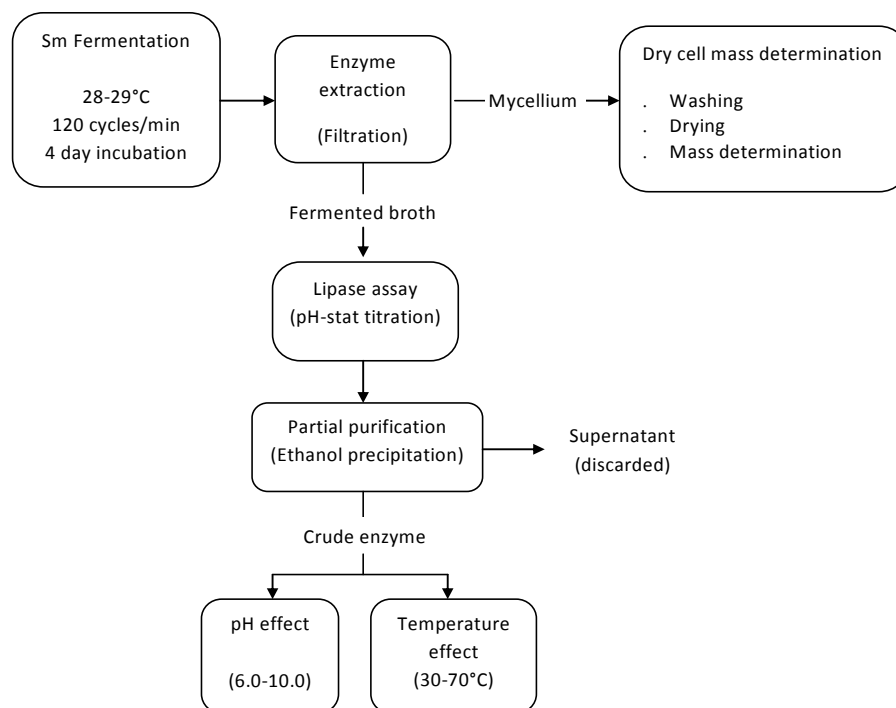 Sm Fermentation
28-29°C
120 cycles/min
4 day incubation
Enzyme
extraction
(Filtration)
Mycellium
Dry cell mass determination
. Washing
. Drying
. Mass determination
Fermented broth
Lipase assay
(pH-stat titration)
Partial purification
(Ethanol precipitation)
Supernatant
(discarded)
Crude enzyme
pH effect
(6.0-10.0)
Temperature
effect
(30-70°C)